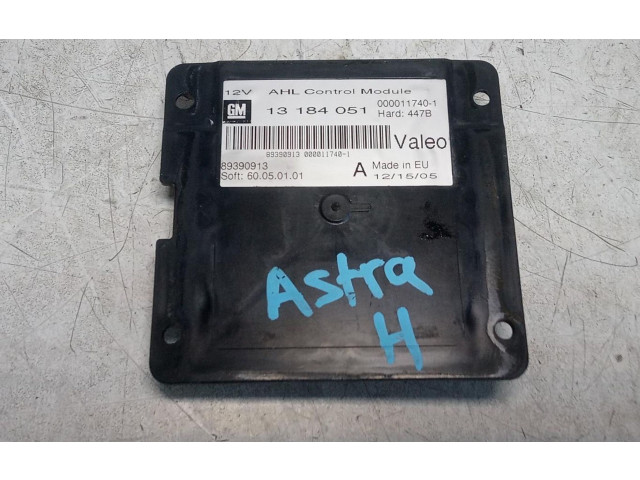 12V AHL Control Module
GM 13 184 051 000011740-1
Hard: 447B
Valeo
89390913 000011740-1
89390913 A Made in EU
Soft: 60.05.01.01 12/15/05
Astra
H